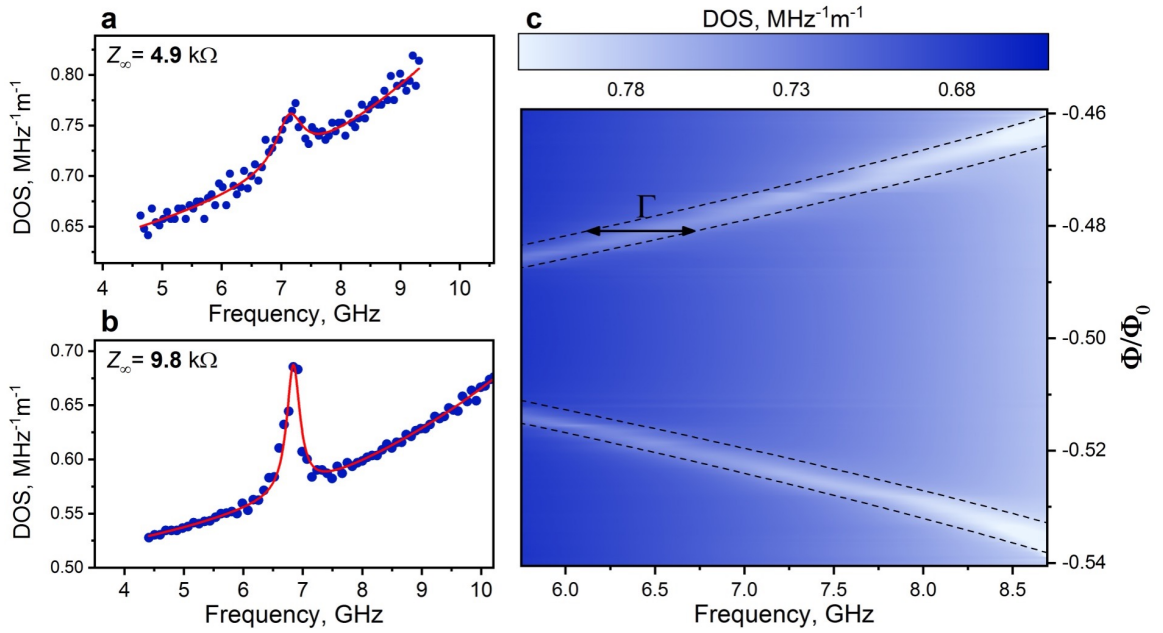 a
Z∞= 4.9 kΩ
DOS, MHz⁻¹m⁻¹
0.80
0.75
0.70
0.65
4 5 6 7 8 9 10
Frequency, GHz
b
Z∞= 9.8 kΩ
DOS, MHz⁻¹m⁻¹
0.70
0.65
0.60
0.55
0.50
4 5 6 7 8 9 10
Frequency, GHz
c
DOS, MHz⁻¹m⁻¹
0.78 0.73 0.68
Γ
-0.46
-0.48
-0.50
-0.52
-0.54
Φ/Φ₀
6.0 6.5 7.0 7.5 8.0 8.5
Frequency, GHz